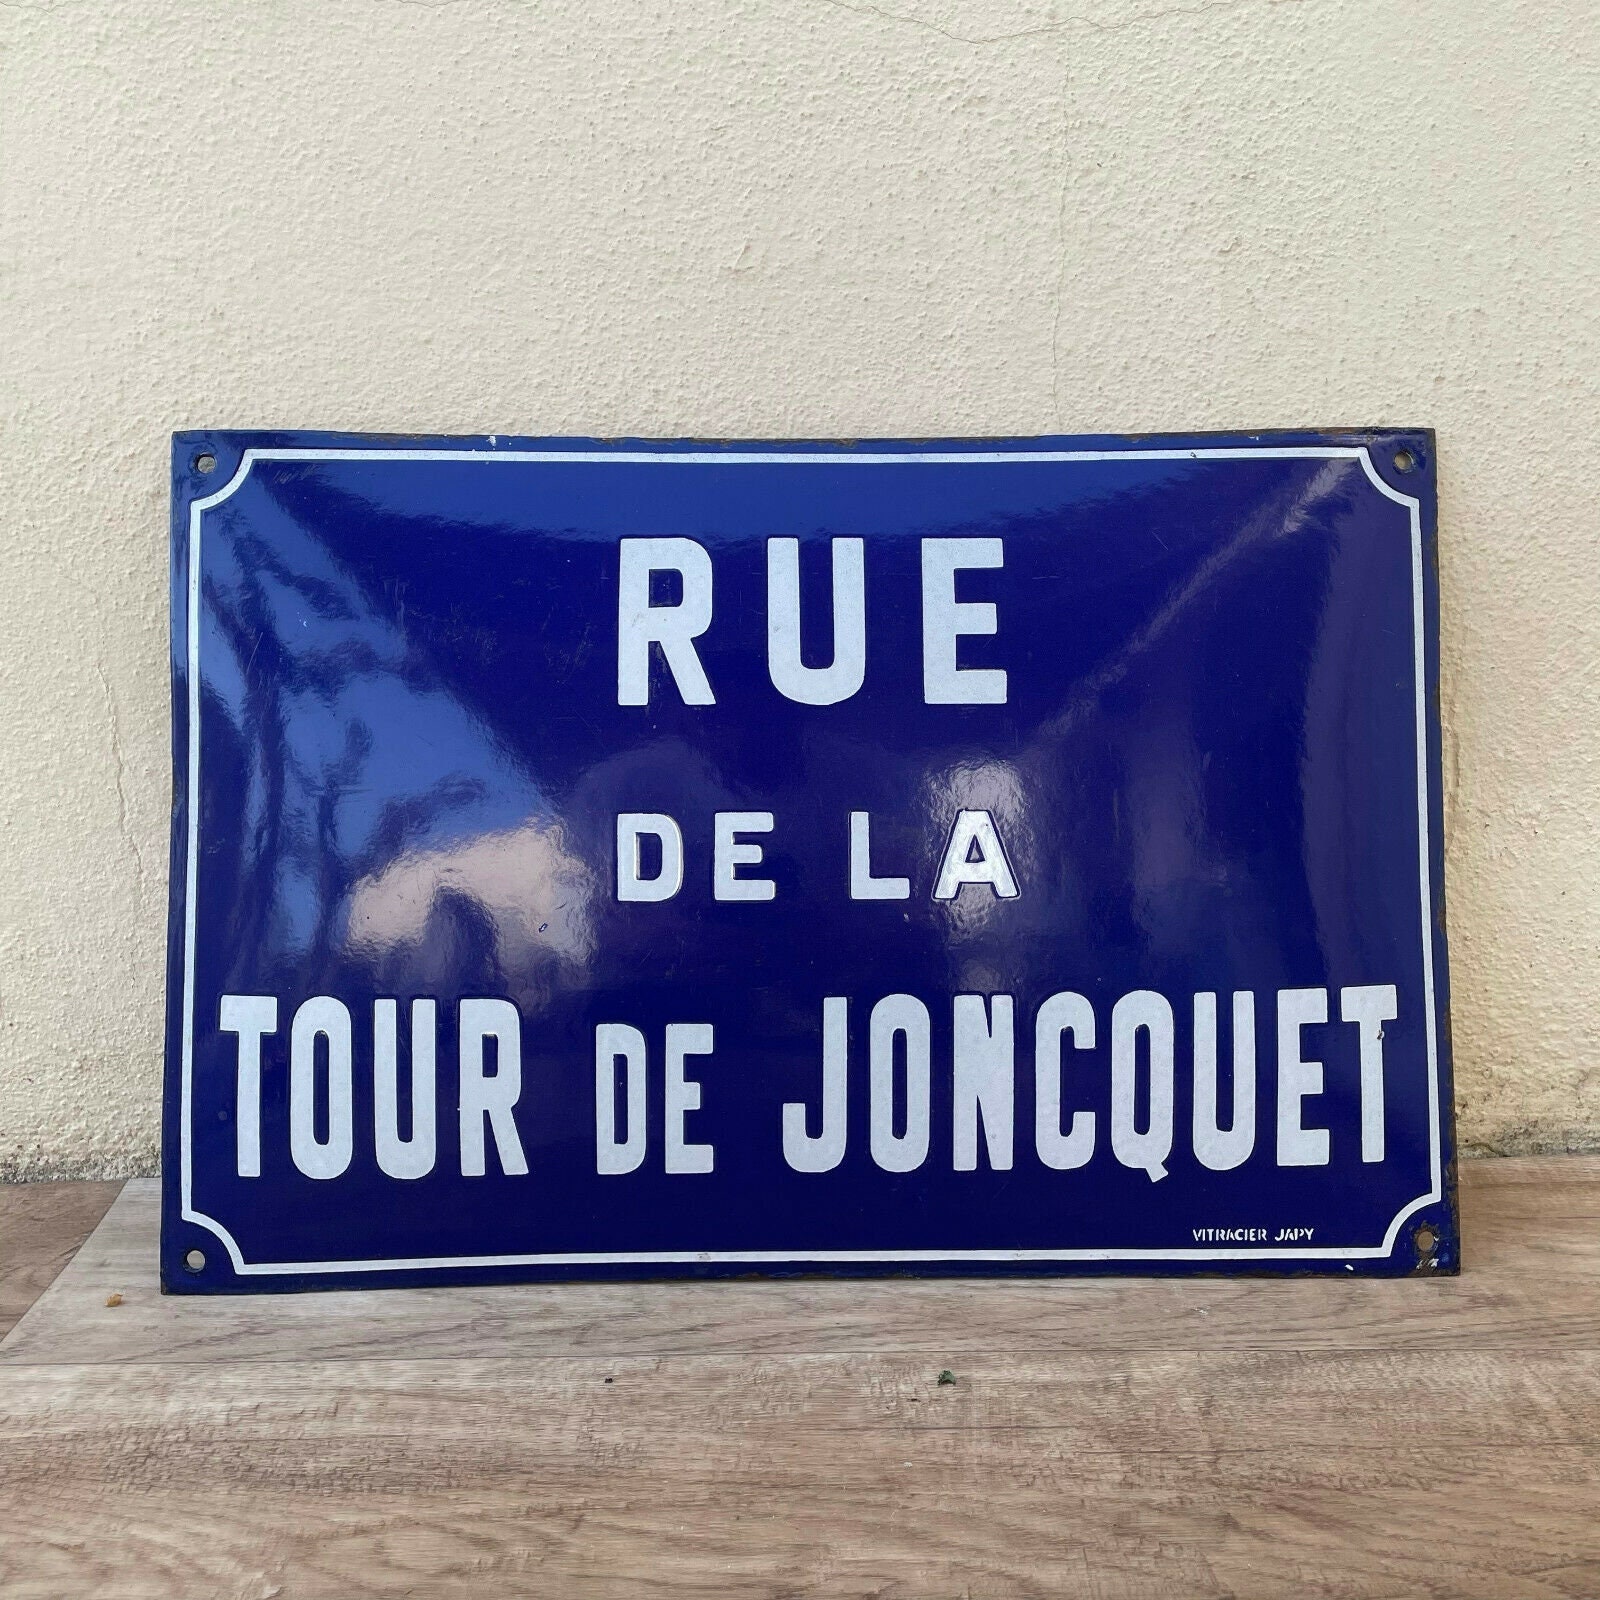 RUE
DE LA
TOUR DE JONCQUET
VITRACIER JAPY